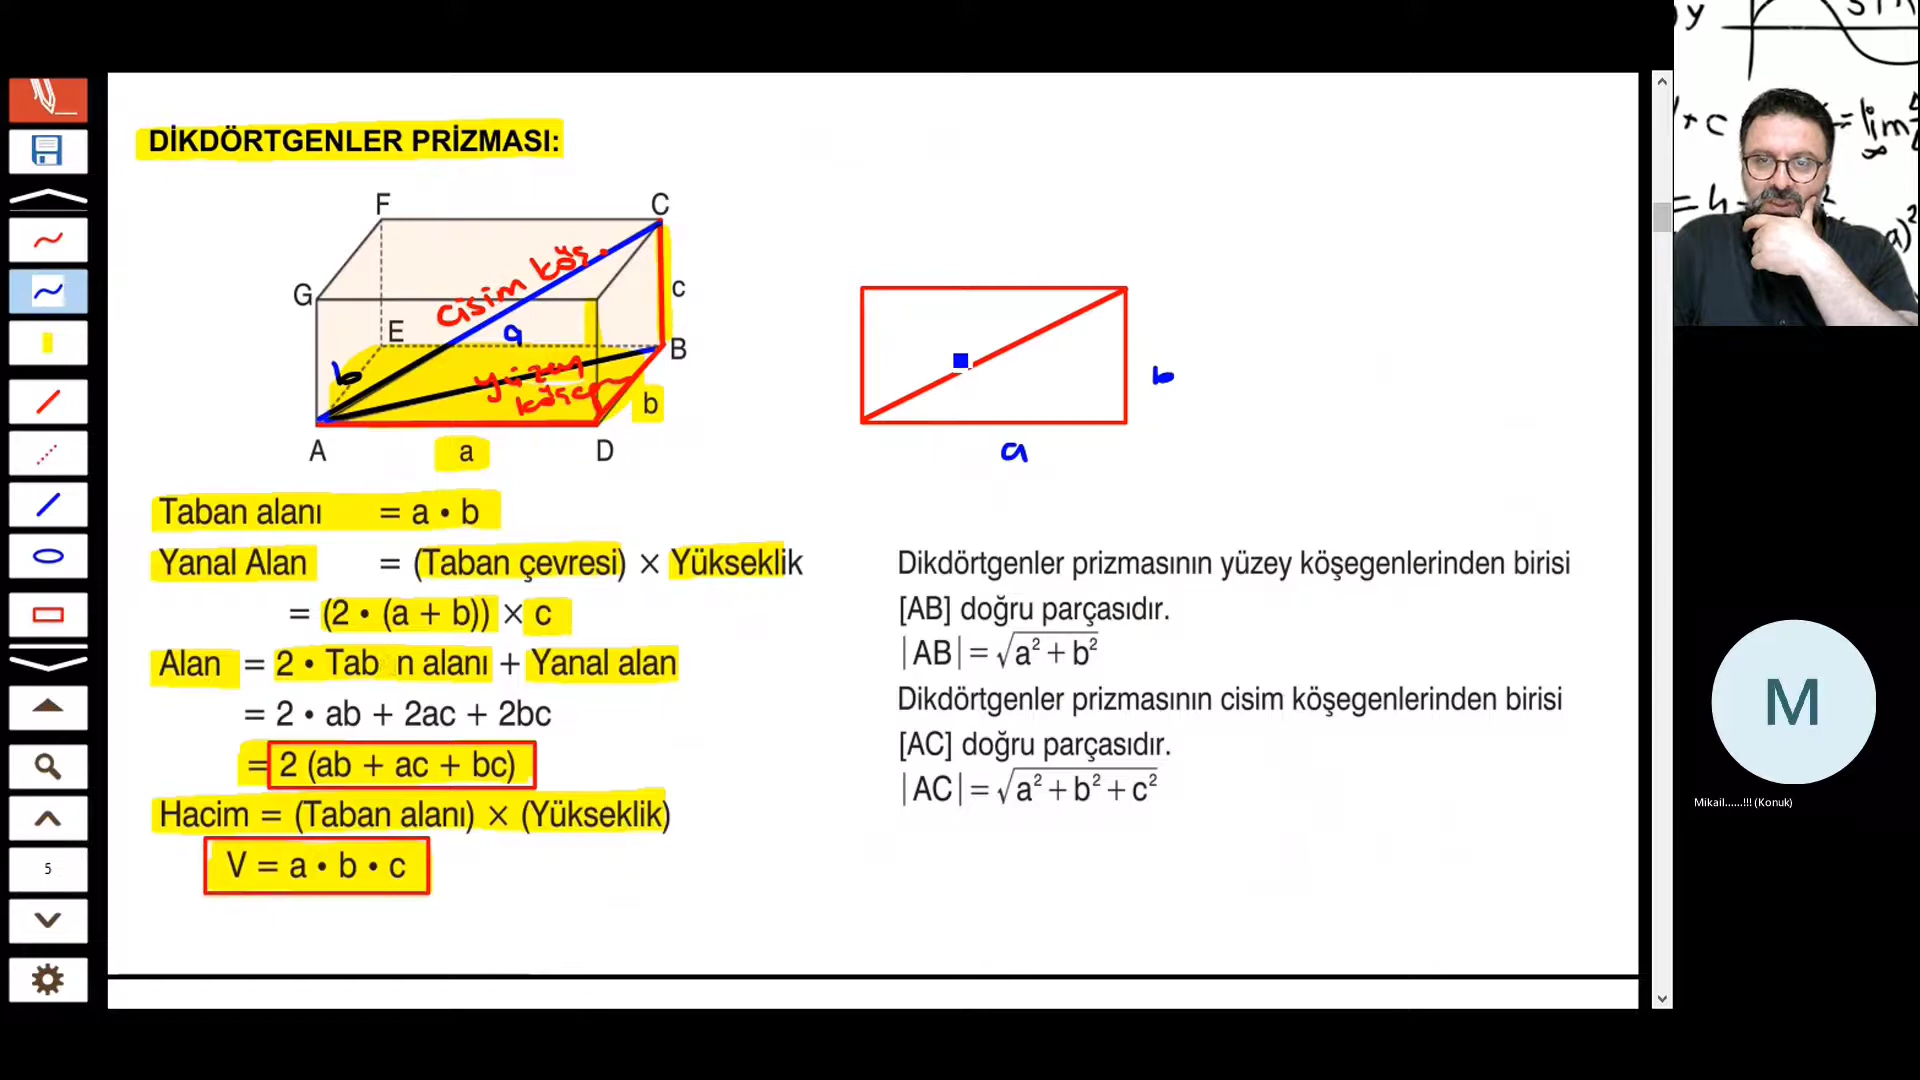 DİKDÖRTGENLER PRİZMASI:
F
C
G
cisim köş.
c
E
a
b
B
yüzey
köşe
b
A
a
D
b
a
Taban alanı = a • b
Yanal Alan = (Taban çevresi) × Yükseklik
= (2 • (a + b)) × c
Alan = 2 • Tab n alanı + Yanal alan
= 2 • ab + 2ac + 2bc
= 2 (ab + ac + bc)
Hacim = (Taban alanı) × (Yükseklik)
V = a • b • c
Dikdörtgenler prizmasının yüzey köşegenlerinden birisi
[AB] doğru parçasıdır.
|AB| = √a² + b²
Dikdörtgenler prizmasının cisim köşegenlerinden birisi
[AC] doğru parçasıdır.
|AC| = √a² + b² + c²
5
y
+ c
= lim
∞
M
Mikail......!!! (Konuk)